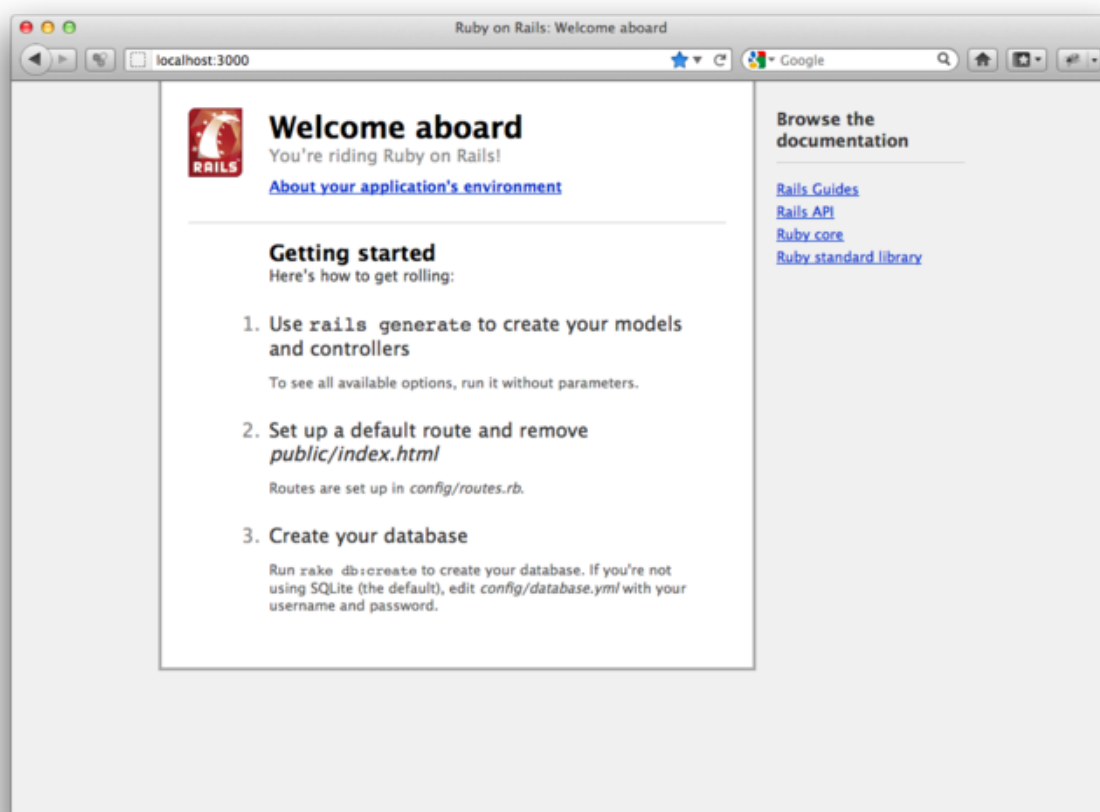 Ruby on Rails: Welcome aboard
localhost:3000
Google
RAILS
Welcome aboard
You're riding Ruby on Rails!
About your application's environment
Getting started
Here's how to get rolling:
1. Use rails generate to create your models
and controllers
To see all available options, run it without parameters.
2. Set up a default route and remove
public/index.html
Routes are set up in config/routes.rb.
3. Create your database
Run rake db:create to create your database. If you're not
using SQLite (the default), edit config/database.yml with your
username and password.
Browse the
documentation
Rails Guides
Rails API
Ruby core
Ruby standard library